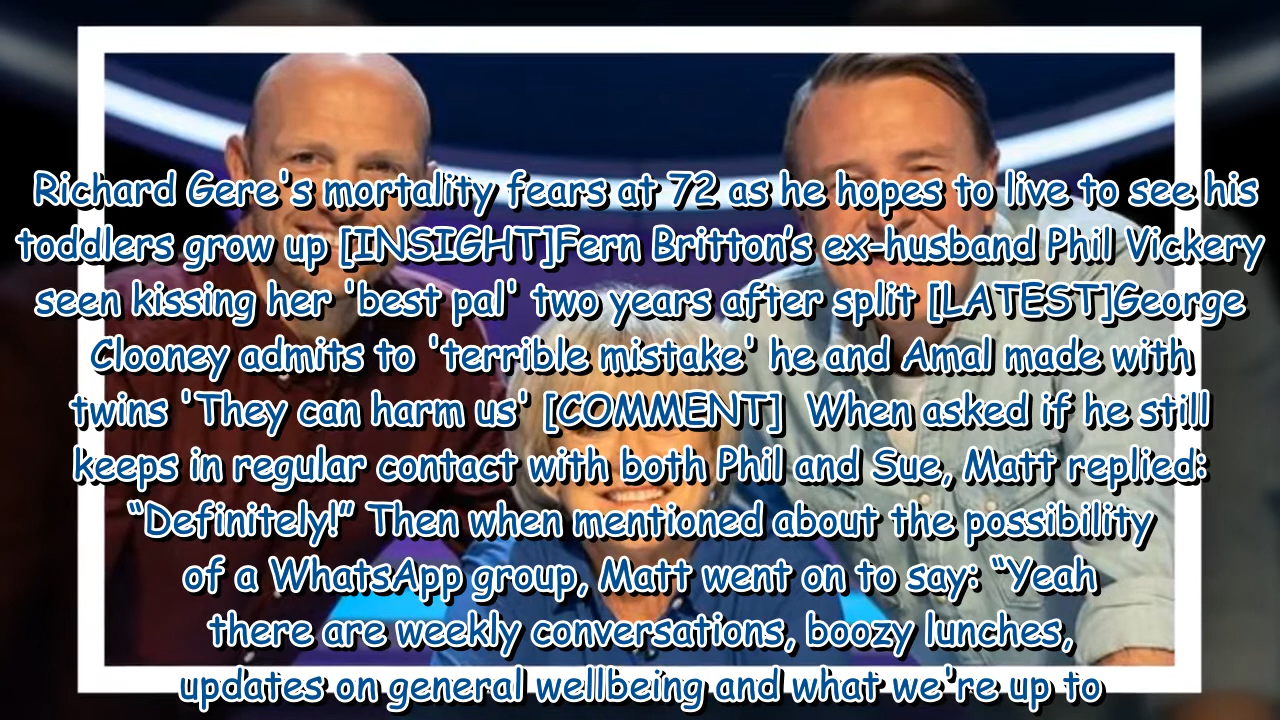 Richard Gere's mortality fears at 72 as he hopes to live to see his
toddlers grow up [INSIGHT]Fern Britton’s ex-husband Phil Vickery
seen kissing her 'best pal' two years after split [LATEST]George
Clooney admits to 'terrible mistake' he and Amal made with
twins 'They can harm us' [COMMENT]  When asked if he still
keeps in regular contact with both Phil and Sue, Matt replied:
“Definitely!” Then when mentioned about the possibility
of a WhatsApp group, Matt went on to say: “Yeah
there are weekly conversations, boozy lunches,
updates on general wellbeing and what we're up to